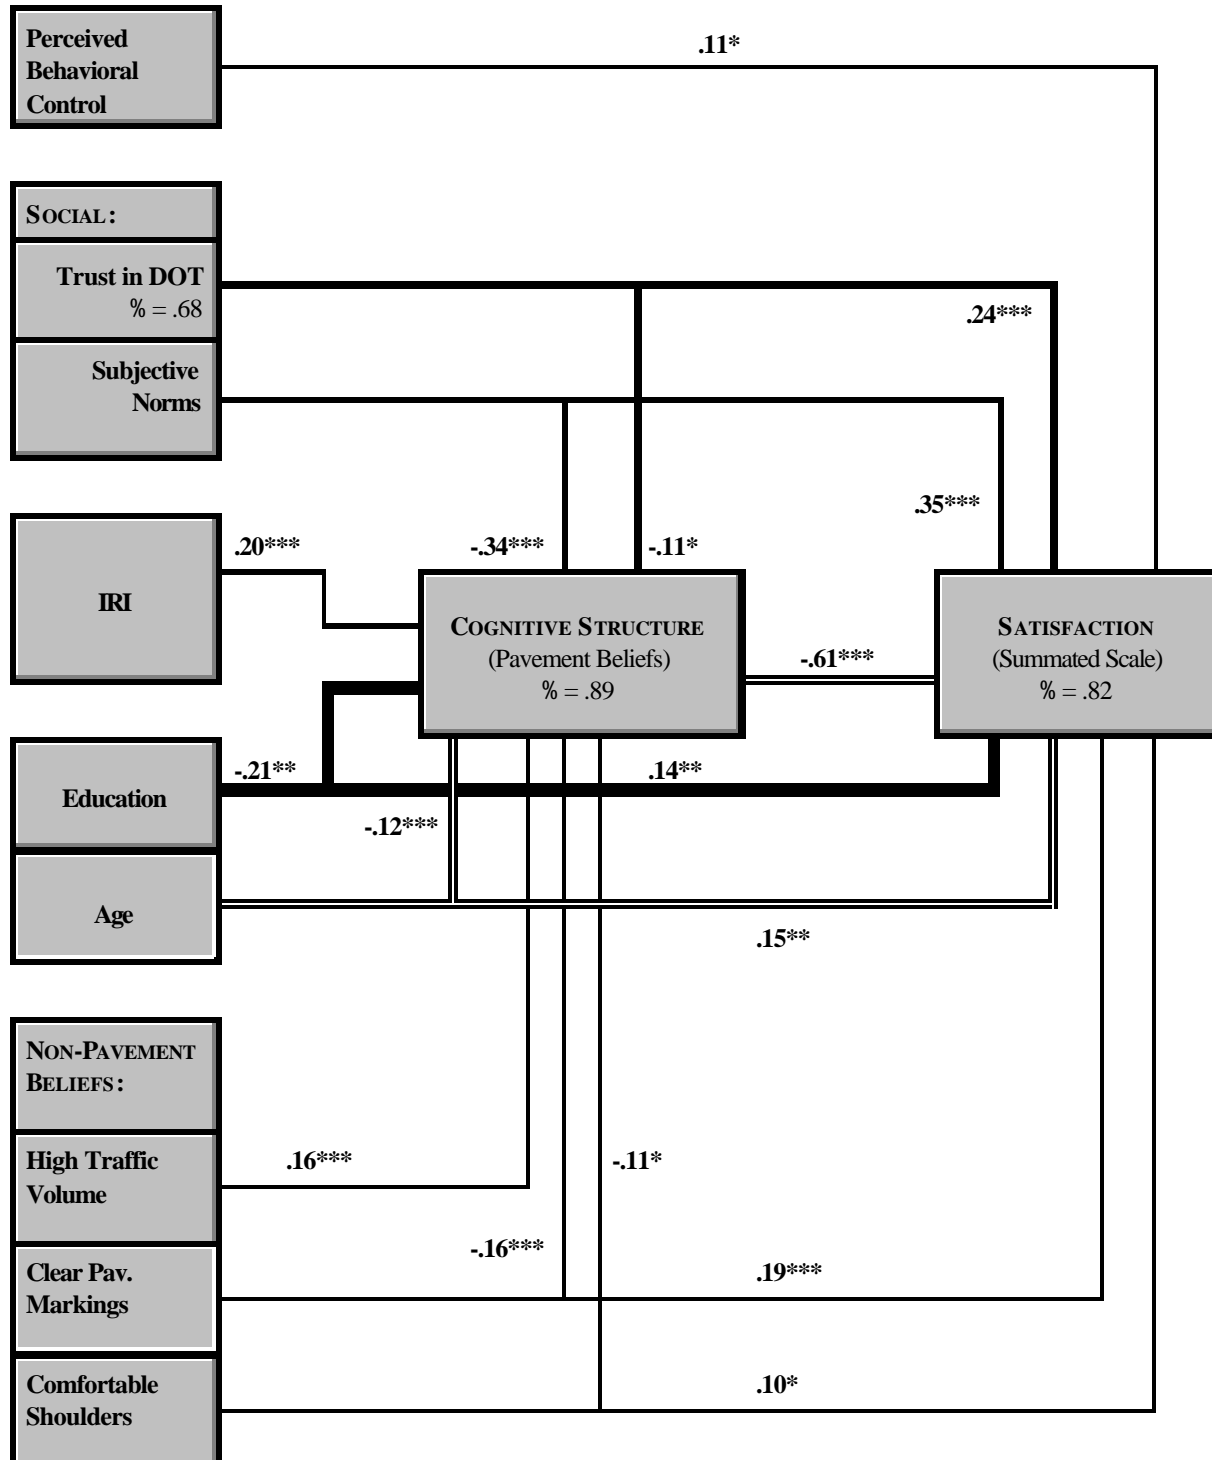 Perceived
Behavioral
Control
.11*
SOCIAL:
Trust in DOT
% = .68
.24***
Subjective
Norms
.35***
.20***
-.34***
-.11*
IRI
COGNITIVE STRUCTURE
(Pavement Beliefs)
% = .89
-.61***
SATISFACTION
(Summated Scale)
% = .82
-.21**
.14**
Education
-.12***
Age
.15**
NON-PAVEMENT
BELIEFS:
High Traffic
Volume
.16***
-.11*
-.16***
Clear Pav.
Markings
.19***
Comfortable
Shoulders
.10*